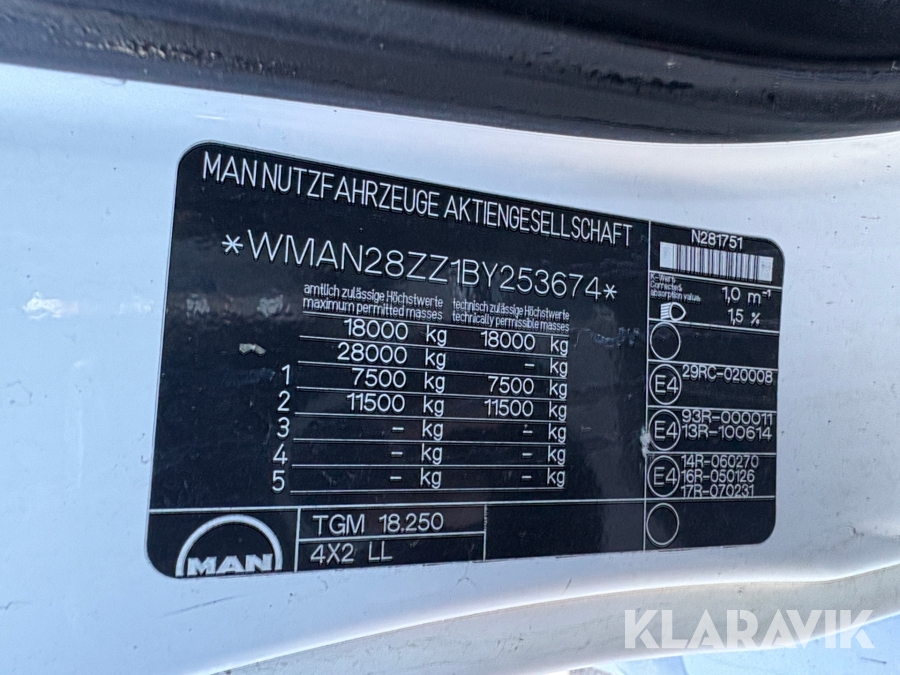 MAN NUTZFAHRZEUGE AKTIENGESELLSCHAFT
*WMAN28ZZ1BY253674*
amtlich zulässige Höchstwerte technisch zulässige Höchstwerte
maximum permitted masses technically permissible masses
18000 kg 18000 kg
28000 kg - kg
1 7500 kg 7500 kg
2 11500 kg 11500 kg
3 - kg - kg
4 - kg - kg
5 - kg - kg
MAN
TGM 18.250
4X2 LL
N281751
K-Wert
Corrected
absorption value
1,0 m⁻¹
1,5 %
E4 29RC-020008
E4 93R-000011
13R-100614
E4 14R-060270
16R-050126
17R-070231
KLARAVIK